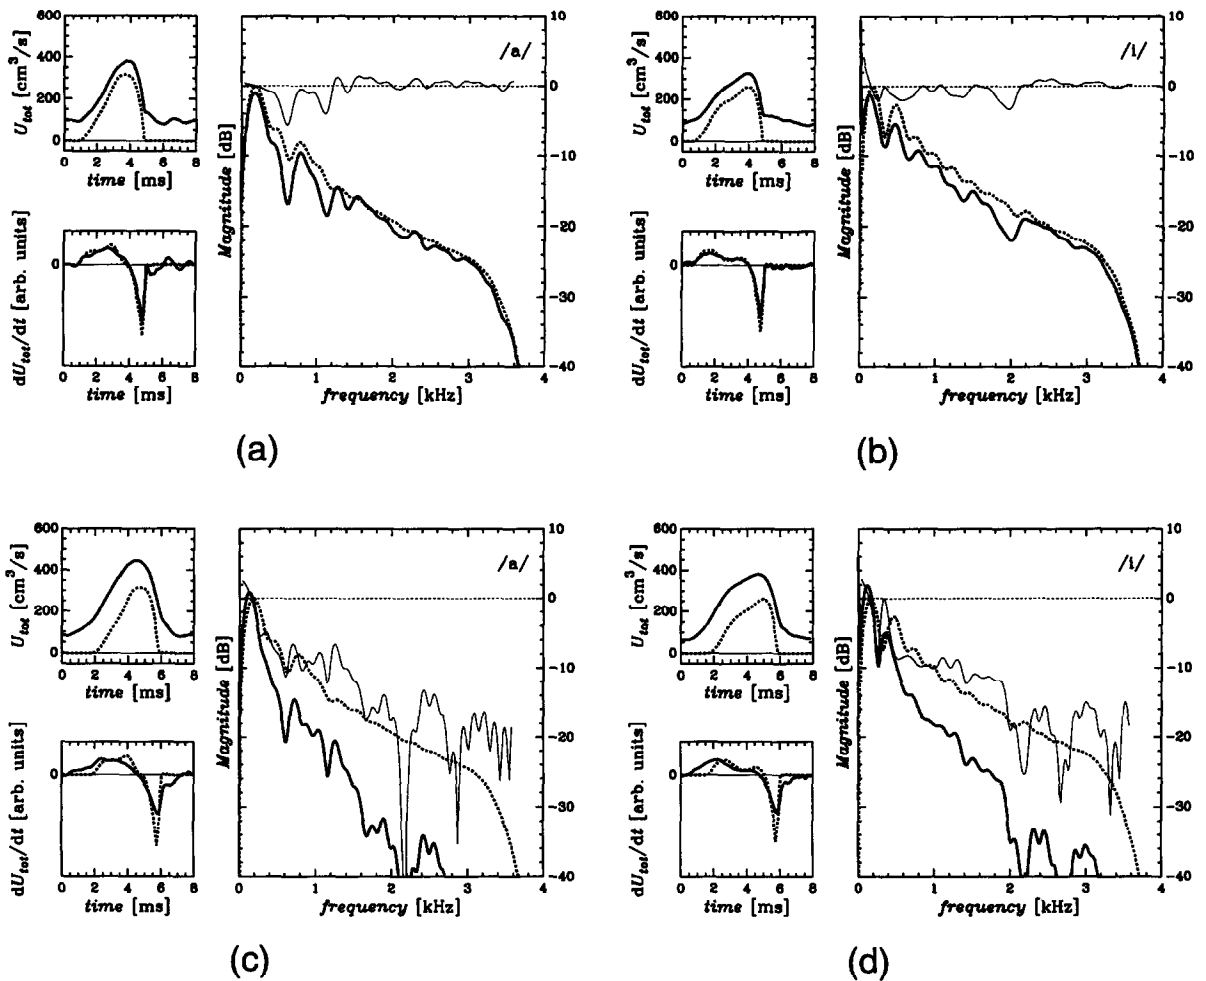 600
400
200
0
U_tot [cm³/s]
0 2 4 6 8
time [ms]
0
dU_tot/dt [arb. units]
0 2 4 6 8
time [ms]
/a/
10
0
-10
-20
-30
-40
Magnitude [dB]
0 1 2 3 4
frequency [kHz]
(a)
600
400
200
0
U_tot [cm³/s]
0 2 4 6 8
time [ms]
0
dU_tot/dt [arb. units]
0 2 4 6 8
time [ms]
/i/
10
0
-10
-20
-30
-40
Magnitude [dB]
0 1 2 3 4
frequency [kHz]
(b)
600
400
200
0
U_tot [cm³/s]
0 2 4 6 8
time [ms]
0
dU_tot/dt [arb. units]
0 2 4 6 8
time [ms]
/a/
10
0
-10
-20
-30
-40
Magnitude [dB]
0 1 2 3 4
frequency [kHz]
(c)
600
400
200
0
U_tot [cm³/s]
0 2 4 6 8
time [ms]
0
dU_tot/dt [arb. units]
0 2 4 6 8
time [ms]
/i/
10
0
-10
-20
-30
-40
Magnitude [dB]
0 1 2 3 4
frequency [kHz]
(d)